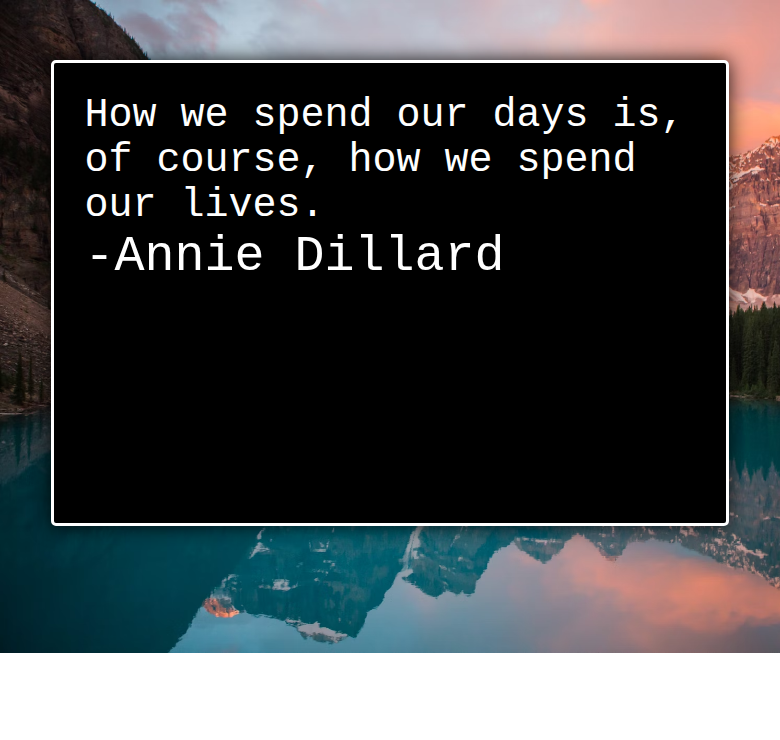 How we spend our days is,
of course, how we spend
our lives.
-Annie Dillard